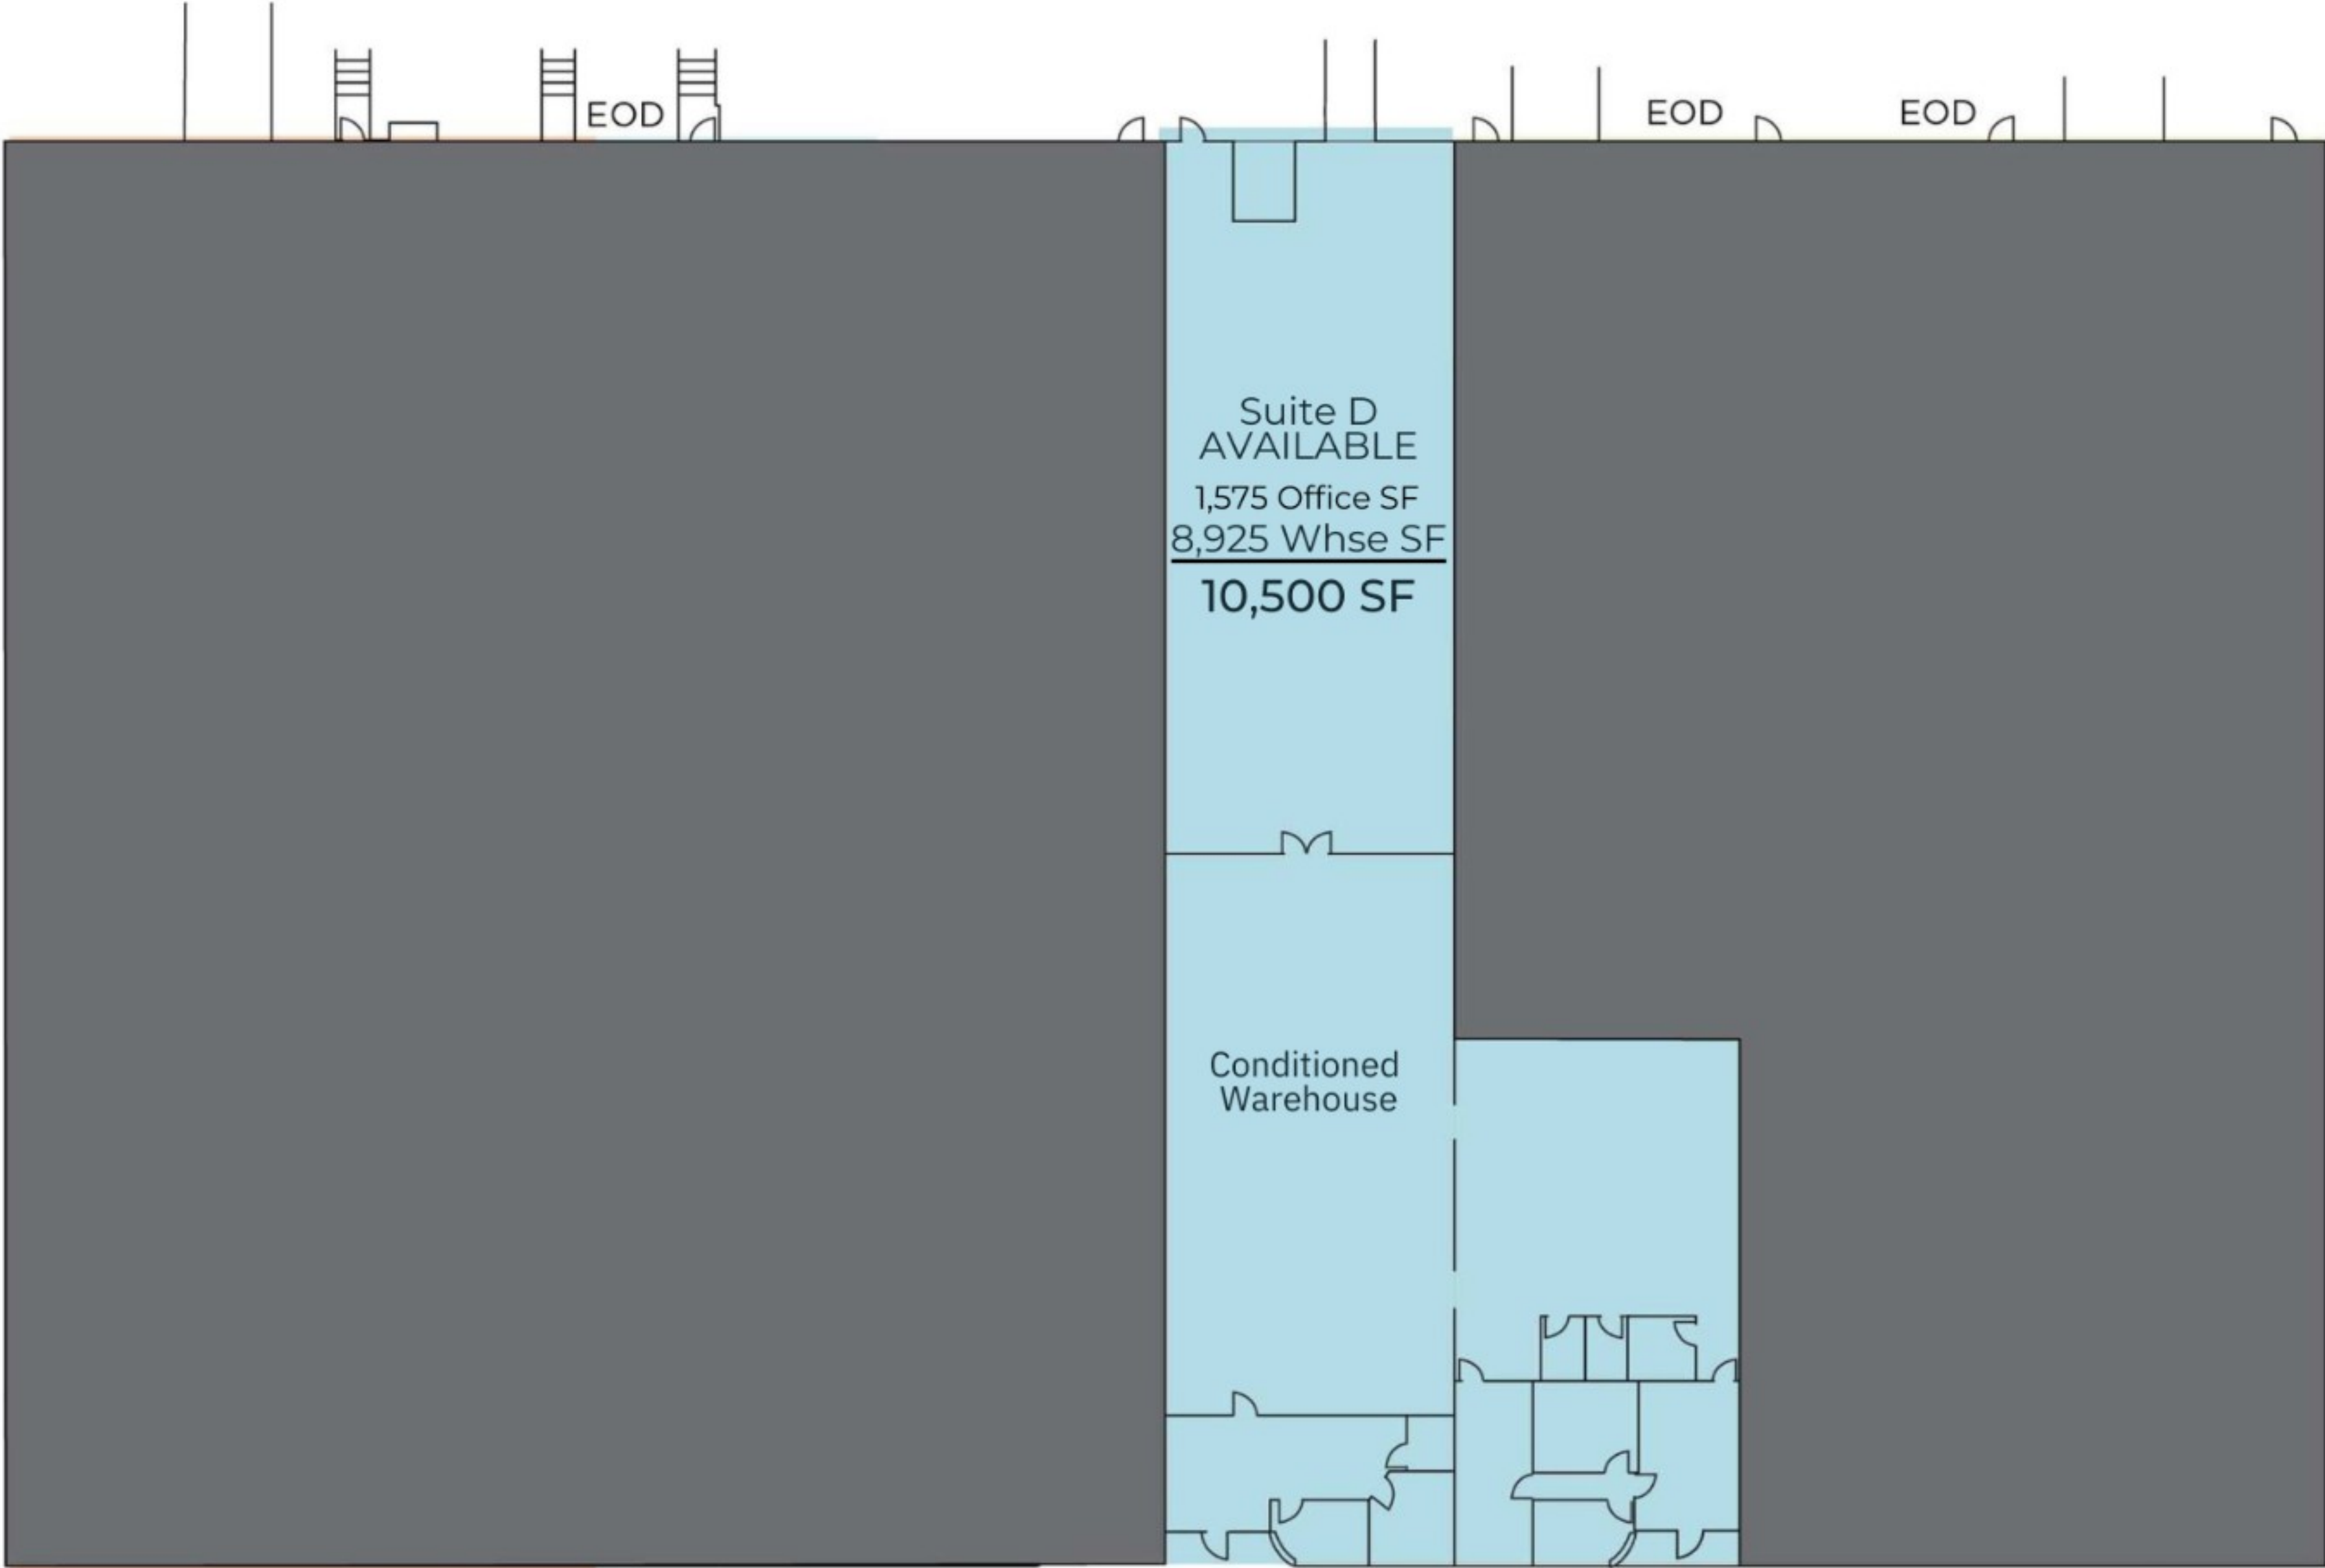 EOD
EOD
EOD
Suite D
AVAILABLE
1,575 Office SF
8,925 Whse SF
10,500 SF
Conditioned
Warehouse